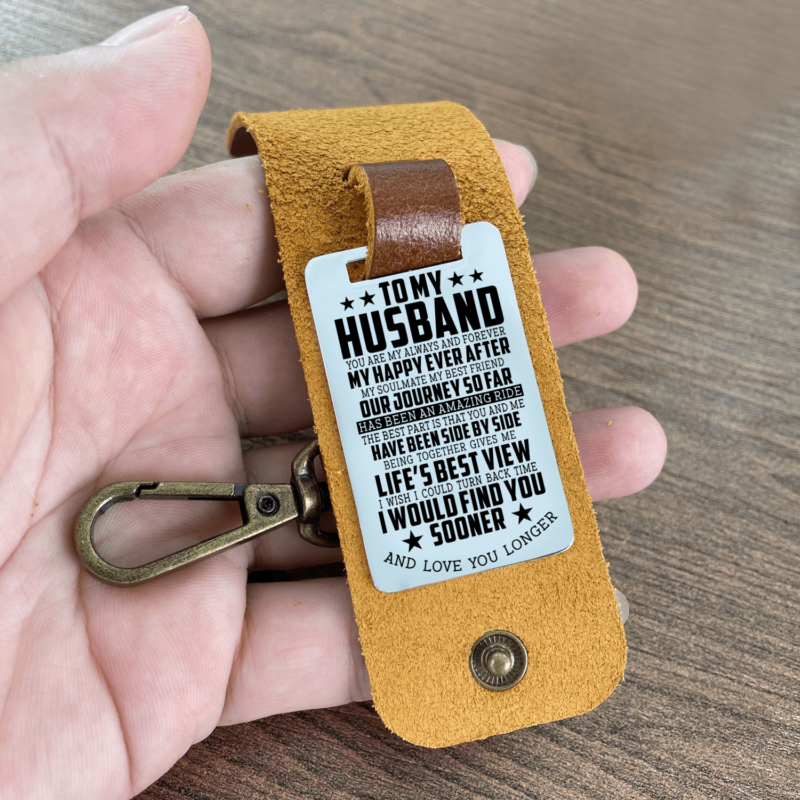 TO MY
HUSBAND
YOU ARE MY ALWAYS AND FOREVER
MY HAPPY EVER AFTER
MY SOULMATE MY BEST FRIEND
OUR JOURNEY SO FAR
HAS BEEN AN AMAZING RIDE
THE BEST PART IS THAT YOU AND ME
HAVE BEEN SIDE BY SIDE
BEING TOGETHER GIVES ME
LIFE'S BEST VIEW
I WISH I COULD TURN BACK TIME
I WOULD FIND YOU
SOONER
AND LOVE YOU LONGER